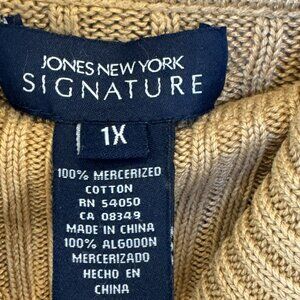 JONES NEW YORK
SIGNATURE
1X
100% MERCERIZED
COTTON
RN 54050
CA 08349
MADE IN CHINA
100% ALGODON
MERCERIZADO
HECHO EN
CHINA